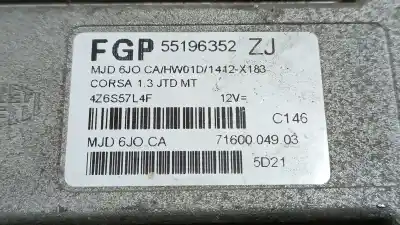 FGP 55196352 ZJ
MJD 6JO.CA/HW01D/1412-X183
CORSA 1.3 JTD MT
4Z6S57L4F 12V=
C146
MJD 6JO.CA 71600.049.03
5D21